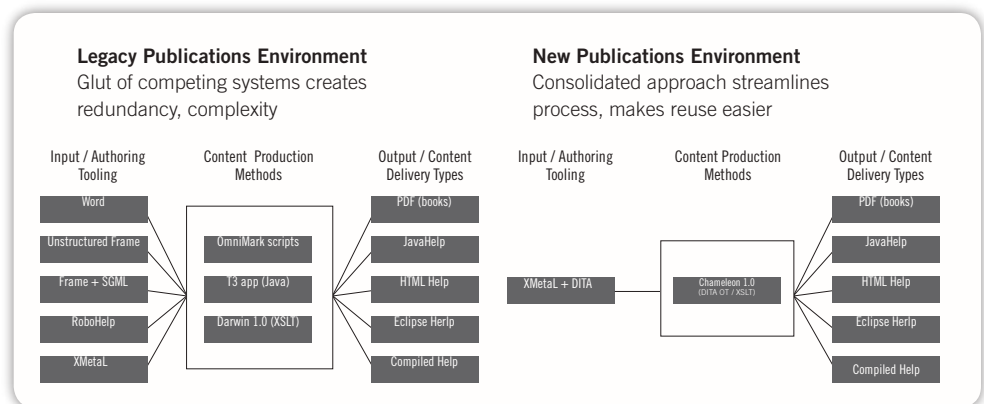 Legacy Publications Environment
Glut of competing systems creates
redundancy, complexity
Input / Authoring
Tooling
Content Production
Methods
Output / Content
Delivery Types
Word
Unstructured Frame
Frame + SGML
RoboHelp
XMetaL
OmniMark scripts
T3 app (Java)
Darwin 1.0 (XSLT)
PDF (books)
JavaHelp
HTML Help
Eclipse Herlp
Compiled Help
New Publications Environment
Consolidated approach streamlines
process, makes reuse easier
Input / Authoring
Tooling
Content Production
Methods
Output / Content
Delivery Types
XMetaL + DITA
Chameleon 1.0
(DITA OT / XSLT)
PDF (books)
JavaHelp
HTML Help
Eclipse Herlp
Compiled Help